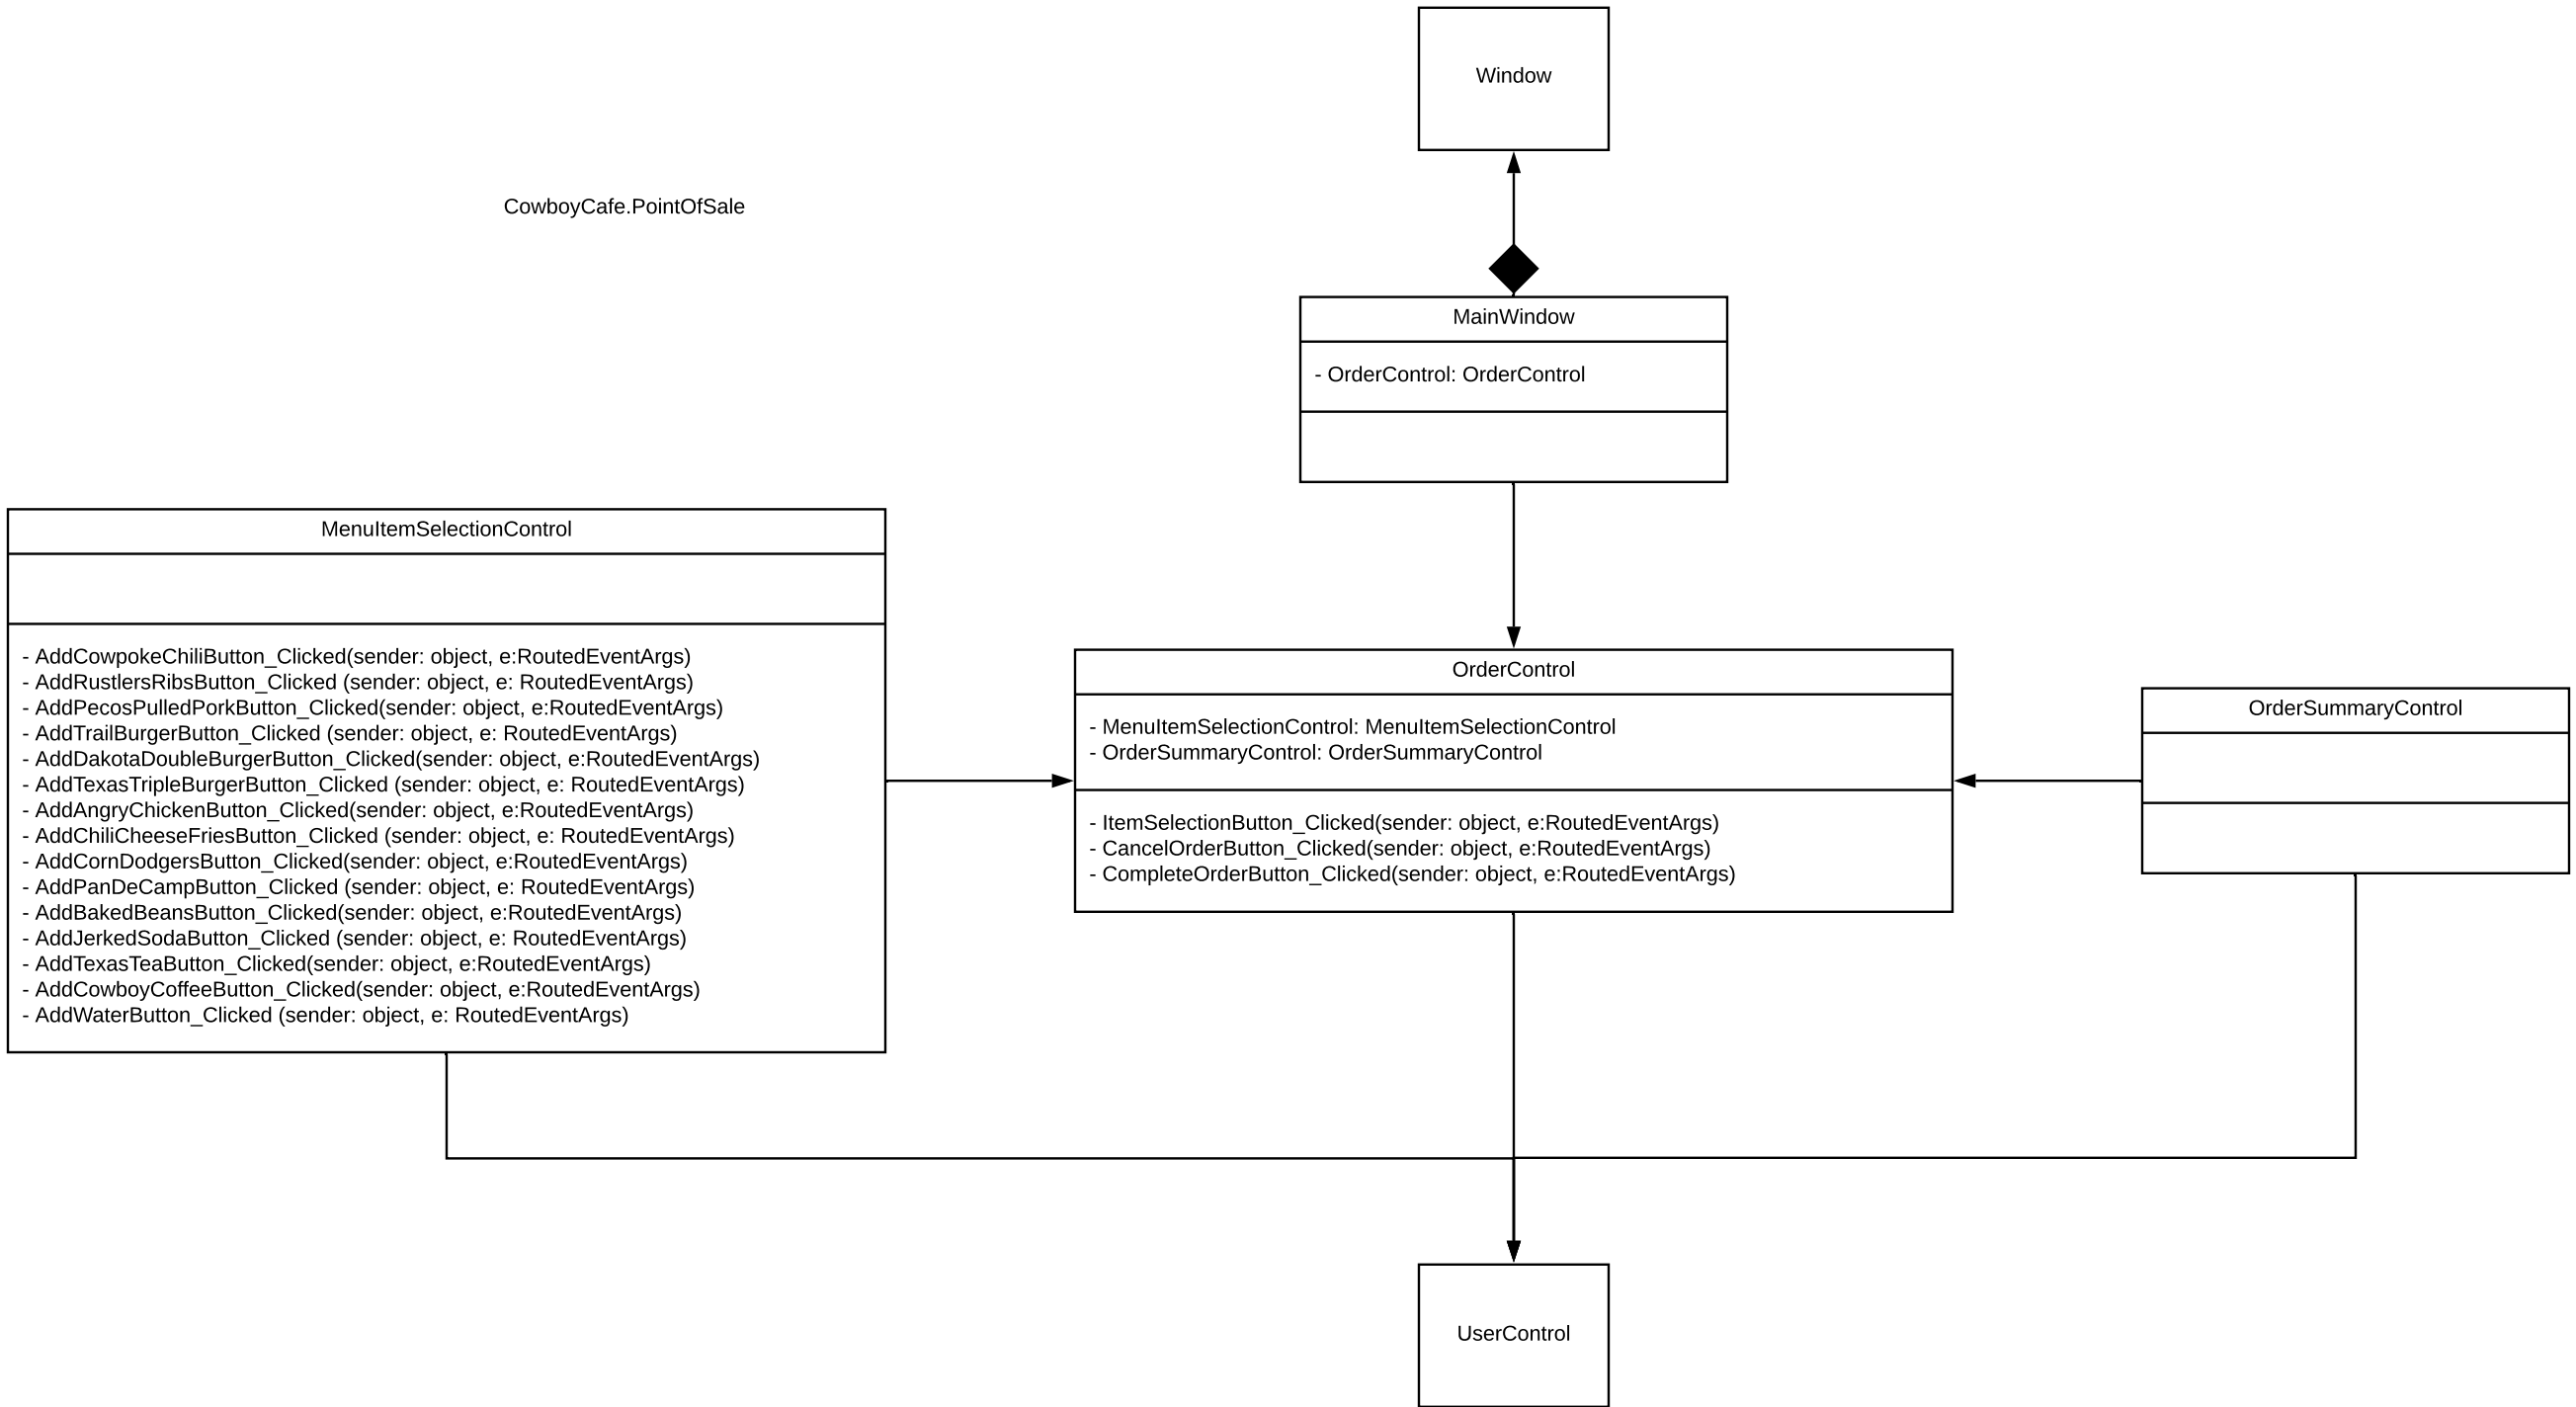 Window
CowboyCafe.PointOfSale
MainWindow
- OrderControl: OrderControl
MenuItemSelectionControl
- AddCowpokeChiliButton_Clicked(sender: object, e:RoutedEventArgs)
- AddRustlersRibsButton_Clicked (sender: object, e: RoutedEventArgs)
- AddPecosPulledPorkButton_Clicked(sender: object, e:RoutedEventArgs)
- AddTrailBurgerButton_Clicked (sender: object, e: RoutedEventArgs)
- AddDakotaDoubleBurgerButton_Clicked(sender: object, e:RoutedEventArgs)
- AddTexasTripleBurgerButton_Clicked (sender: object, e: RoutedEventArgs)
- AddAngryChickenButton_Clicked(sender: object, e:RoutedEventArgs)
- AddChiliCheeseFriesButton_Clicked (sender: object, e: RoutedEventArgs)
- AddCornDodgersButton_Clicked(sender: object, e:RoutedEventArgs)
- AddPanDeCampButton_Clicked (sender: object, e: RoutedEventArgs)
- AddBakedBeansButton_Clicked(sender: object, e:RoutedEventArgs)
- AddJerkedSodaButton_Clicked (sender: object, e: RoutedEventArgs)
- AddTexasTeaButton_Clicked(sender: object, e:RoutedEventArgs)
- AddCowboyCoffeeButton_Clicked(sender: object, e:RoutedEventArgs)
- AddWaterButton_Clicked (sender: object, e: RoutedEventArgs)
OrderControl
- MenuItemSelectionControl: MenuItemSelectionControl
- OrderSummaryControl: OrderSummaryControl
- ItemSelectionButton_Clicked(sender: object, e:RoutedEventArgs)
- CancelOrderButton_Clicked(sender: object, e:RoutedEventArgs)
- CompleteOrderButton_Clicked(sender: object, e:RoutedEventArgs)
OrderSummaryControl
UserControl